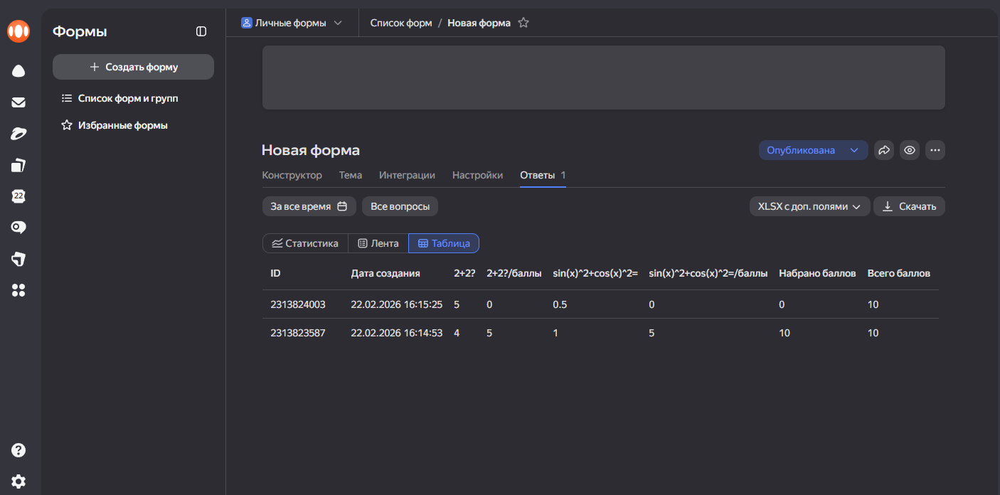 Формы
Создать форму
Список форм и групп
Избранные формы
22
Личные формы
Список форм / Новая форма
Новая форма
Опубликована
Конструктор Тема Интеграции Настройки Ответы 1
За все время Все вопросы XLSX с доп. полями Скачать
Статистика Лента Таблица
ID Дата создания 2+2? 2+2?/баллы sin(x)^2+cos(x)^2= sin(x)^2+cos(x)^2=/баллы Набрано баллов Всего баллов
2313824003 22.02.2026 16:15:25 5 0 0.5 0 0 10
2313823587 22.02.2026 16:14:53 4 5 1 5 10 10